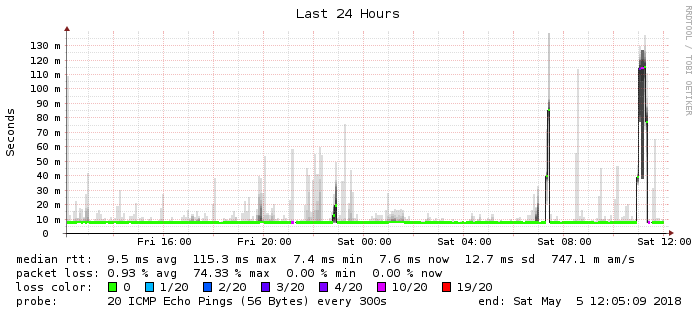 Last 24 Hours
RRDTOOL / TOBI OETIKER
Seconds
130 m
120 m
110 m
100 m
90 m
80 m
70 m
60 m
50 m
40 m
30 m
20 m
10 m
0
Fri 16:00 Fri 20:00 Sat 00:00 Sat 04:00 Sat 08:00 Sat 12:00
median rtt: 9.5 ms avg 115.3 ms max 7.4 ms min 7.6 ms now 12.7 ms sd 747.1 m am/s
packet loss: 0.93 % avg 74.33 % max 0.00 % min 0.00 % now
loss color: 0 1/20 2/20 3/20 4/20 10/20 19/20
probe: 20 ICMP Echo Pings (56 Bytes) every 300s end: Sat May 5 12:05:09 2018